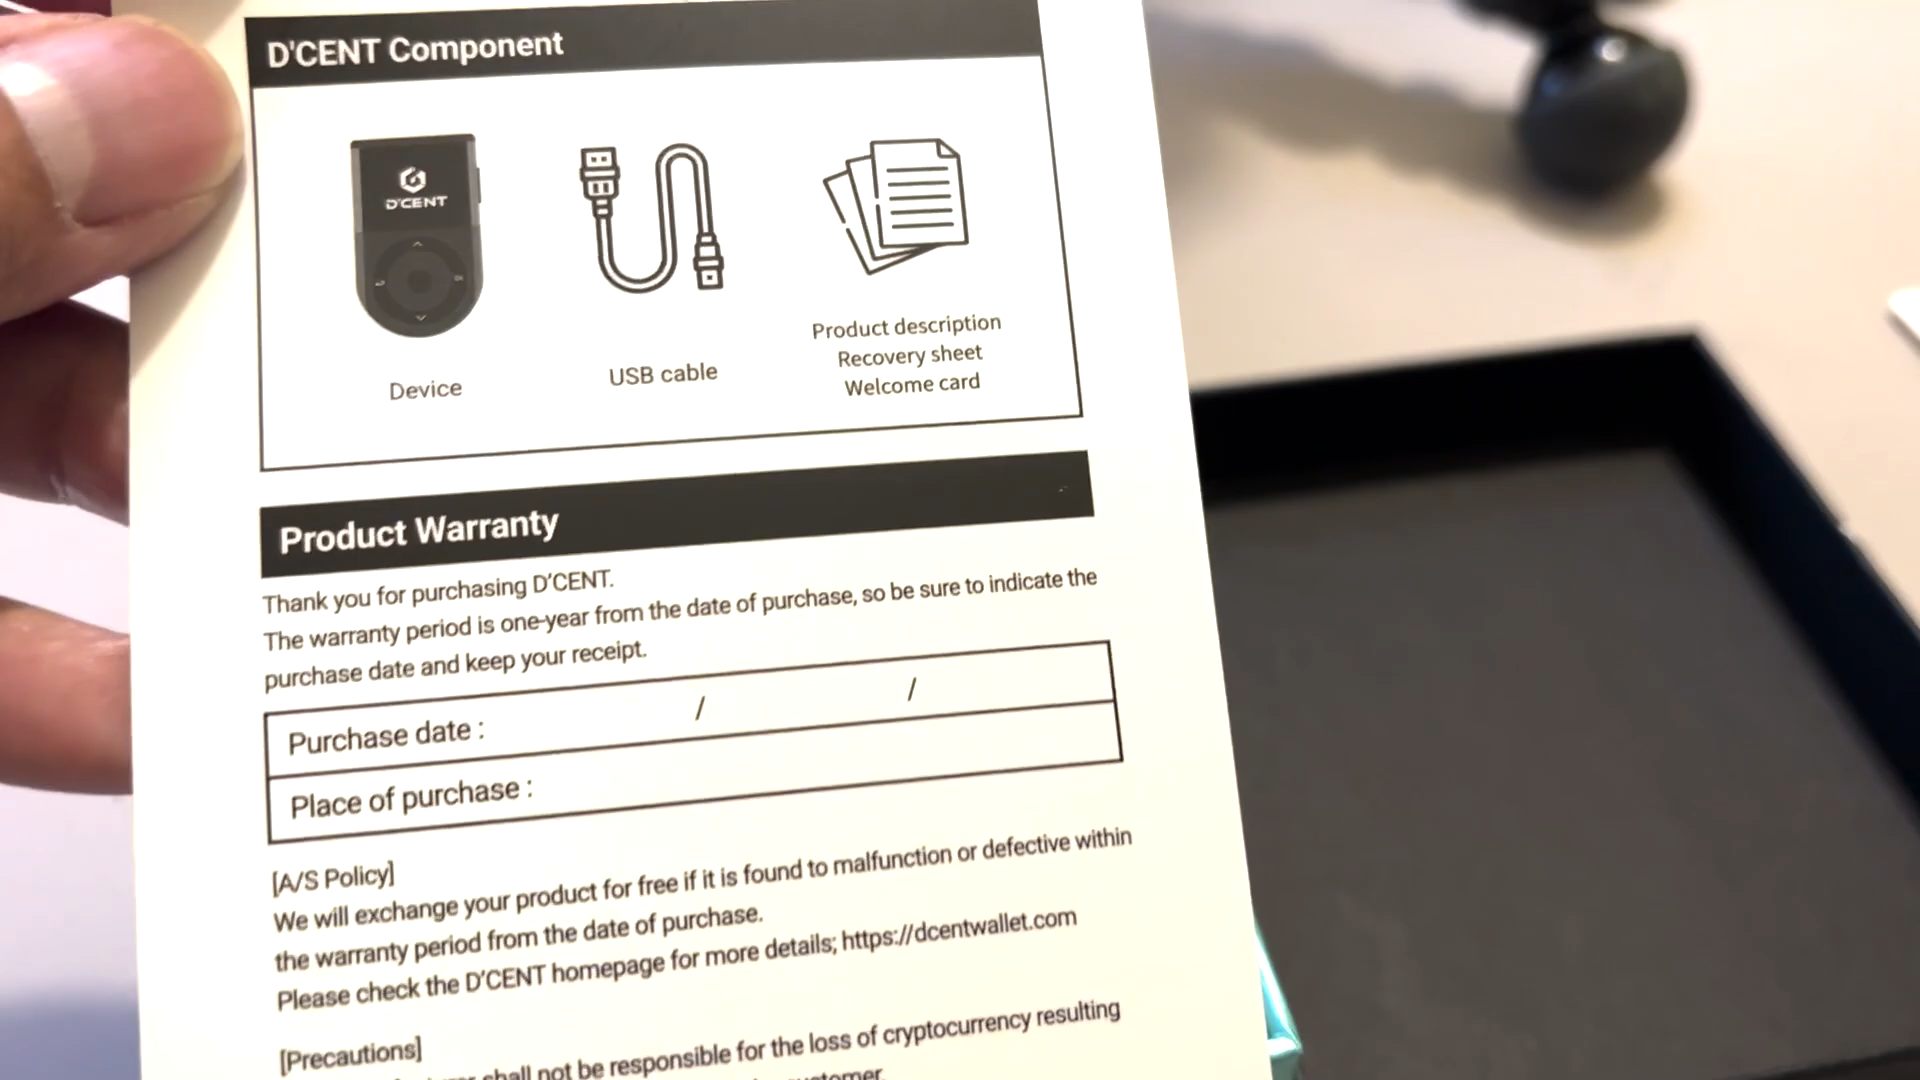 D'CENT Component
D'CENT
Device
USB cable
Product description
Recovery sheet
Welcome card
Product Warranty
Thank you for purchasing D'CENT.
The warranty period is one-year from the date of purchase, so be sure to indicate the
purchase date and keep your receipt.
Purchase date : / /
Place of purchase :
[A/S Policy]
We will exchange your product for free if it is found to malfunction or defective within
the warranty period from the date of purchase.
Please check the D'CENT homepage for more details; https://dcentwallet.com
[Precautions]
shall not be responsible for the loss of cryptocurrency resulting
customer.